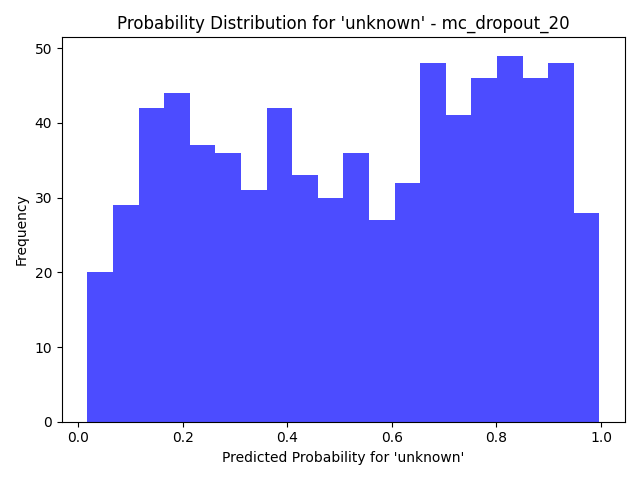 Probability Distribution for 'unknown' - mc_dropout_20
50
40
30
20
10
0
Frequency
0.0 0.2 0.4 0.6 0.8 1.0
Predicted Probability for 'unknown'